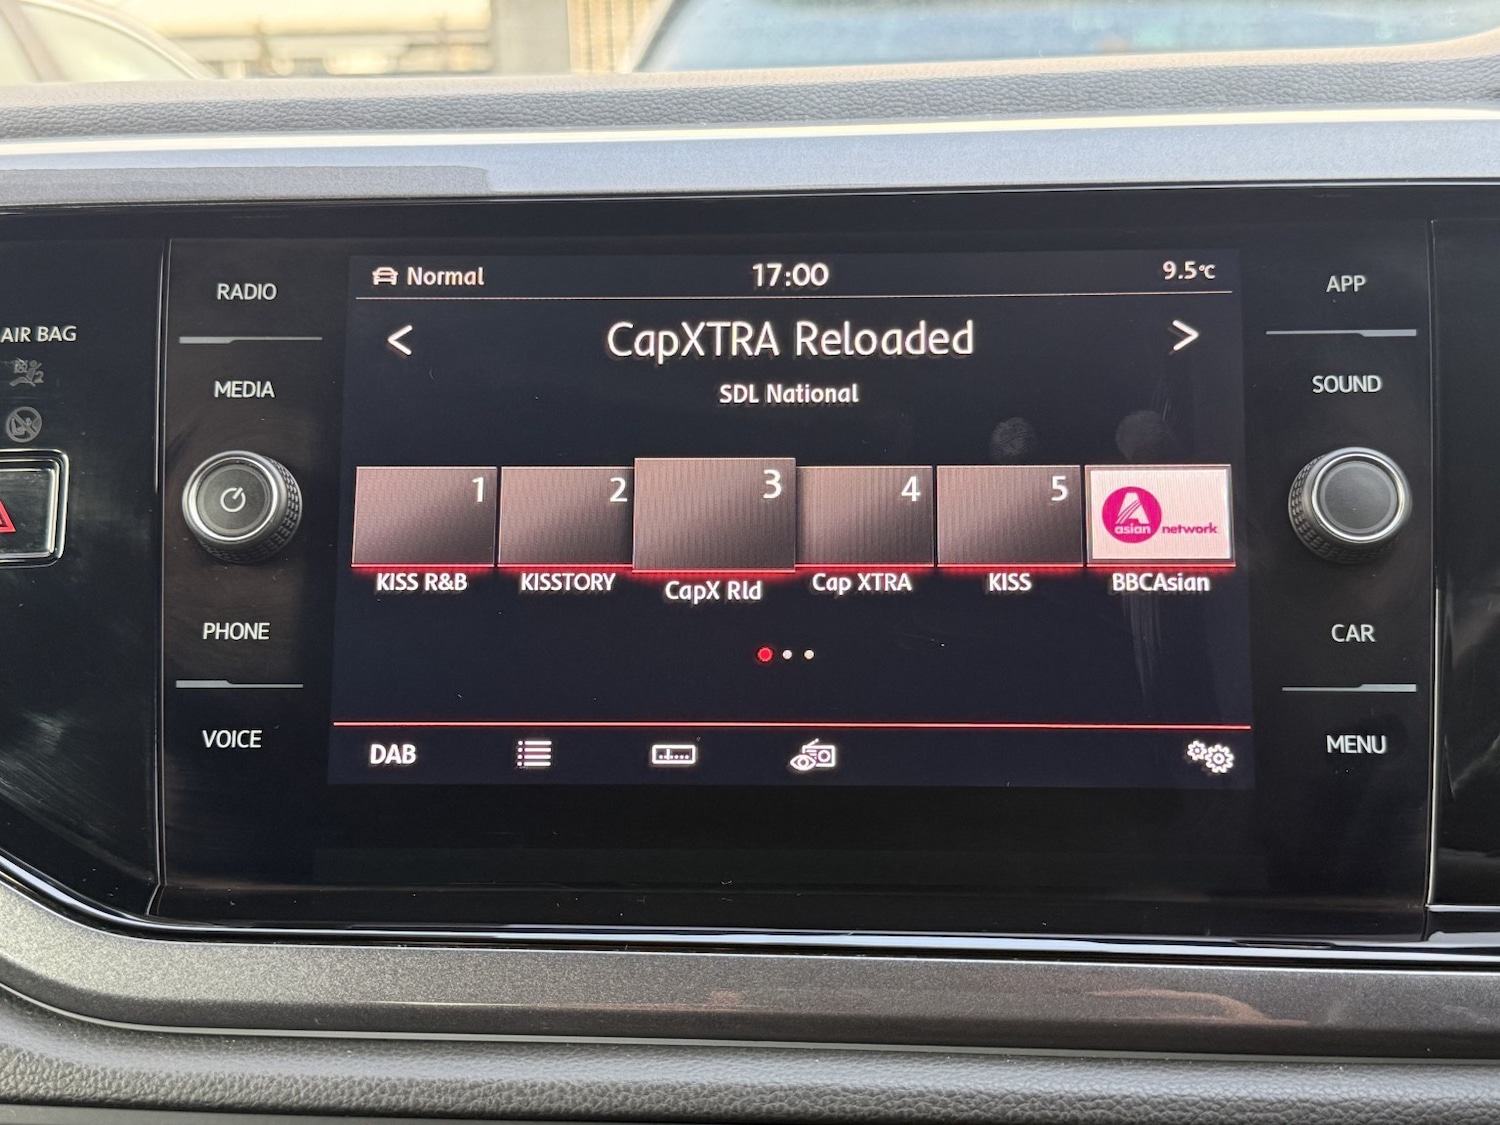 Normal 17:00 9.5°C
CapXTRA Reloaded
SDL National
1 2 3 4 5
A
asian network
KISS R&B KISSTORY CapX Rld Cap XTRA KISS BBCAsian
DAB
RADIO
MEDIA
PHONE
VOICE
AIR BAG
2
APP
SOUND
CAR
MENU